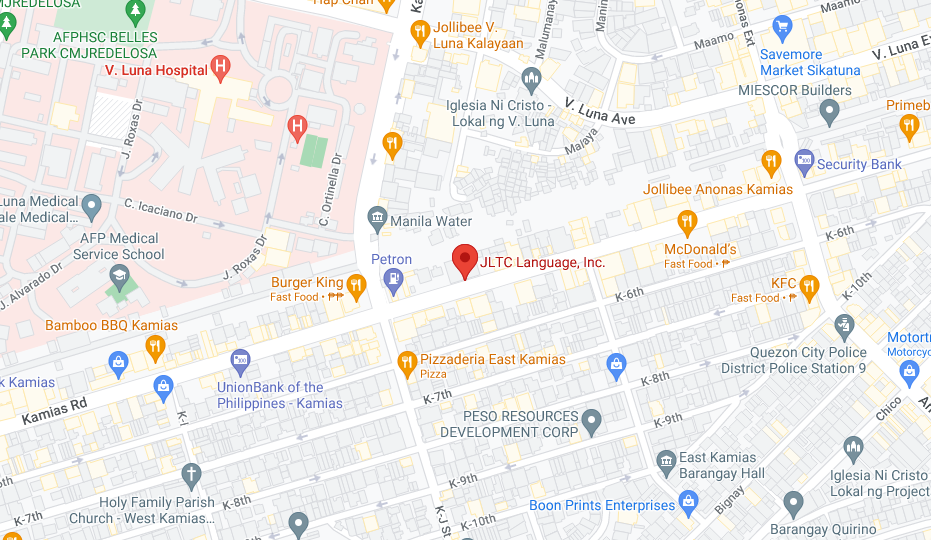 MJREDELOSA
AFPHSC BELLES
PARK CMJREDELOSA
V. Luna Hospital
Hap Chan
Ka
Jollibee V.
Luna Kalayaan
Malumay
Manin
Maamo
Maamo
onas Ext
Savemore
Market Sikatuna
V. Luna Ex
MIESCOR Builders
Primeb
Iglesia Ni Cristo -
Lokal ng V. Luna
V. Luna Ave
Malaya
J. Roxas Dr
C. Ortinella Dr
Security Bank
Jollibee Anonas Kamias
Luna Medical
ale Medical...
C. Icaciano Dr
Manila Water
AFP Medical
Service School
J. Roxas Dr
J. Alvarado Dr
Petron
JLTC Language, Inc.
McDonald's
Fast Food • ₱
K-6th
K-6th
K-10th
Burger King
Fast Food • ₱₱
KFC
Fast Food • ₱
Bamboo BBQ Kamias
Pizzaderia East Kamias
Pizza
Quezon City Police
District Police Station 9
Motortr
Motorcyc
k Kamias
UnionBank of the
Philippines - Kamias
Kamias Rd
K-I
K-7th
K-8th
K-9th
Chico
PESO RESOURCES
DEVELOPMENT CORP
East Kamias
Barangay Hall
Iglesia Ni Cristo
Lokal ng Project
Holy Family Parish
Church - West Kamias...
K-8th
K-7th
K-9th
K-10th
K-J St
Boon Prints Enterprises
Bignay
Barangay Quirino